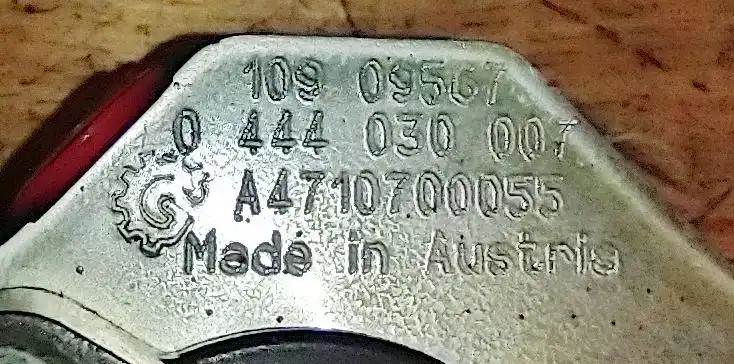 109 09567
0 444 030 007
A4710700055
Made in Austria